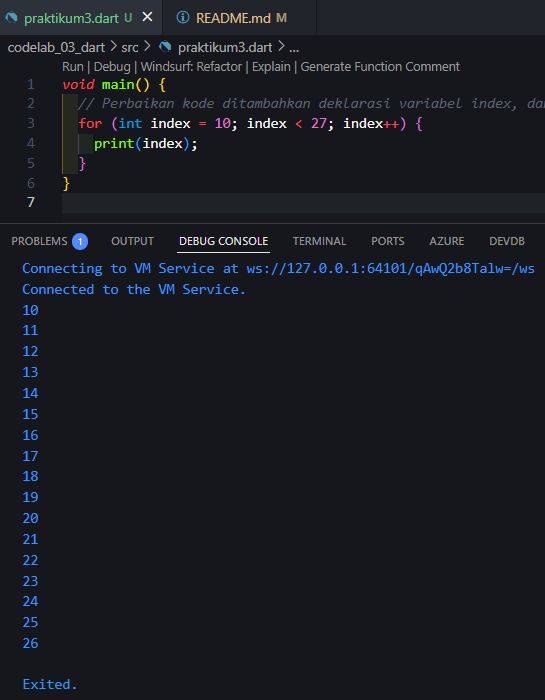 praktikum3.dart U × README.md M
codelab_03_dart > src > praktikum3.dart > ...
Run | Debug | Windsurf: Refactor | Explain | Generate Function Comment
1 void main() {
2 // Perbaikan kode ditambahkan deklarasi variabel index, dan
3 for (int index = 10; index < 27; index++) {
4 print(index);
5 }
6 }
7
PROBLEMS 1 OUTPUT DEBUG CONSOLE TERMINAL PORTS AZURE DEVDB
Connecting to VM Service at ws://127.0.0.1:64101/qAwQ2b8Talw=/ws
Connected to the VM Service.
10
11
12
13
14
15
16
17
18
19
20
21
22
23
24
25
26
Exited.